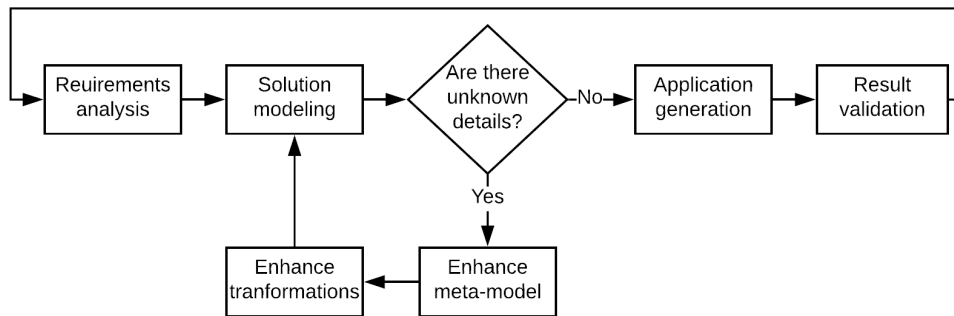 Reuirements
analysis
Solution
modeling
Are there
unknown
details?
No
Application
generation
Result
validation
Yes
Enhance
tranformations
Enhance
meta-model